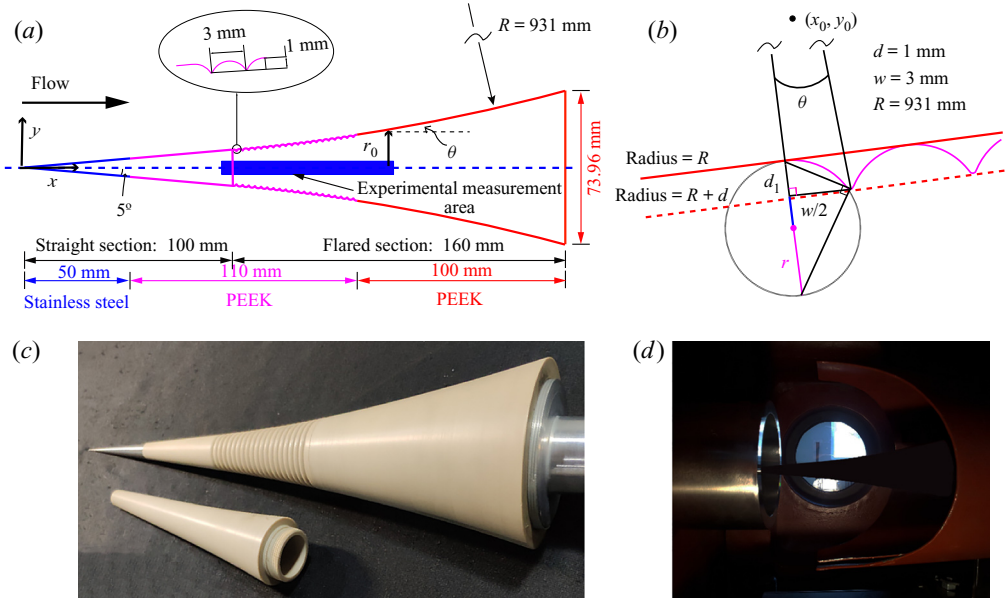 (a)
3 mm
1 mm
R = 931 mm
Flow
y
x
5º
r0
θ
73.96 mm
Experimental measurement
area
Straight section: 100 mm
Flared section: 160 mm
50 mm
110 mm
100 mm
Stainless steel
PEEK
PEEK
(b)
(x0, y0)
d = 1 mm
w = 3 mm
R = 931 mm
θ
Radius = R
Radius = R + d
d1
w/2
r
(c)
(d)